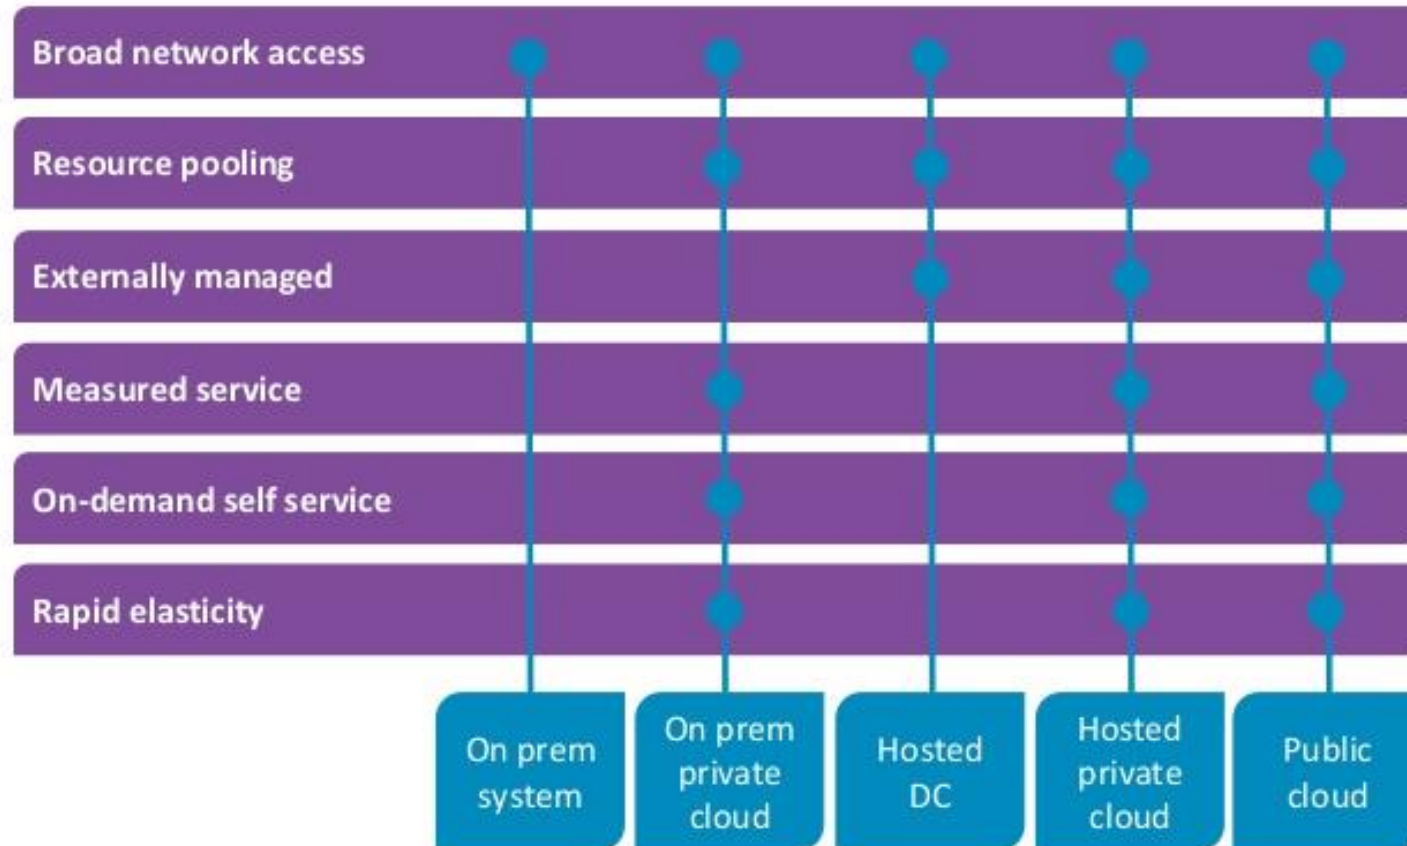 Broad network access
Resource pooling
Externally managed
Measured service
On-demand self service
Rapid elasticity
On prem
system
On prem
private
cloud
Hosted
DC
Hosted
private
cloud
Public
cloud